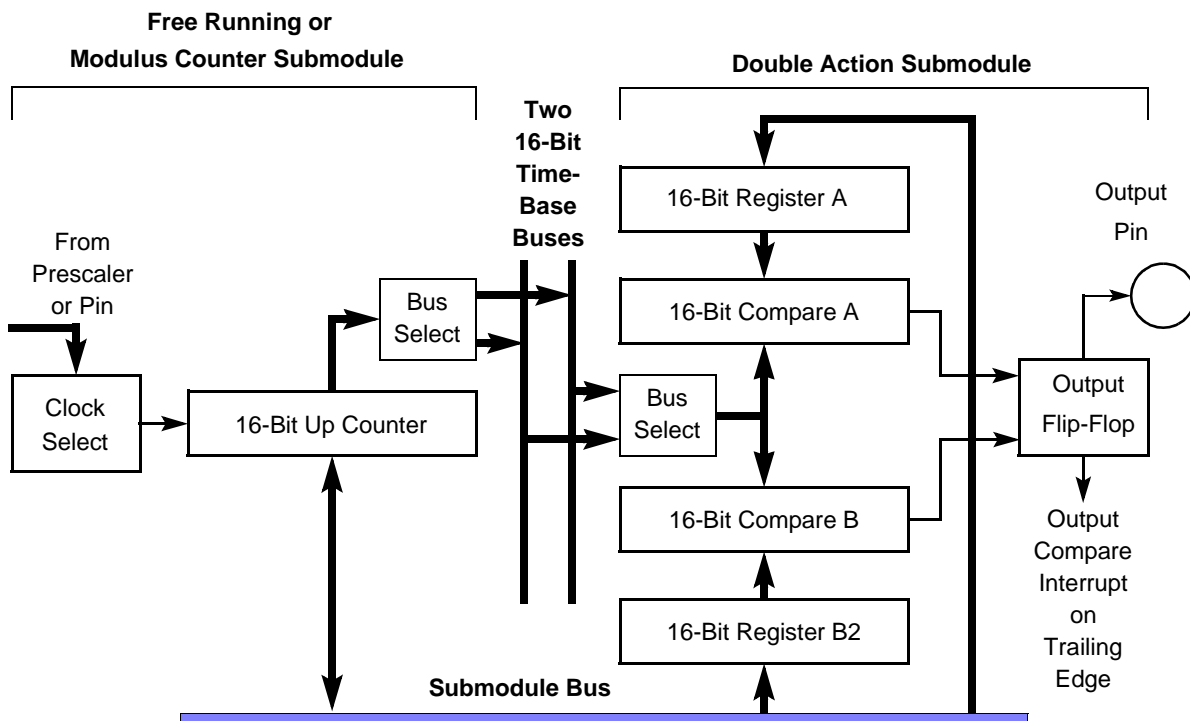 Free Running or
Modulus Counter Submodule
Double Action Submodule
Two
16-Bit
Time-
Base
Buses
16-Bit Register A
Output
Pin
From
Prescaler
or Pin
Bus
Select
16-Bit Compare A
Clock
Select
16-Bit Up Counter
Bus
Select
Output
Flip-Flop
16-Bit Compare B
Output
Compare
Interrupt
on
Trailing
Edge
16-Bit Register B2
Submodule Bus